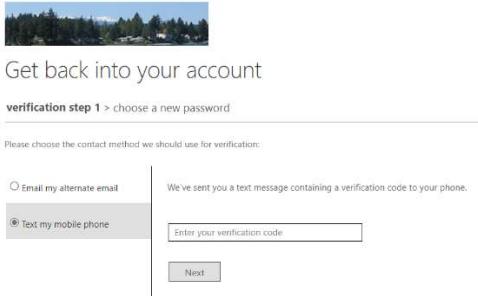 Get back into your account
verification step 1 > choose a new password
Please choose the contact method we should use for verification:
Email my alternate email
We've sent you a text message containing a verification code to your phone.
Text my mobile phone
Enter your verification code
Next